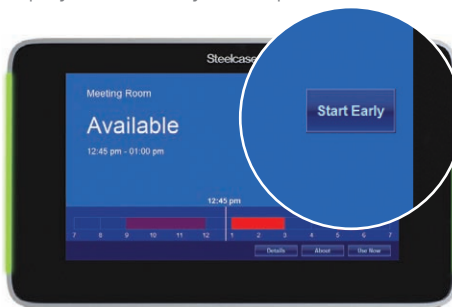 Steelcase
Meeting Room
Available
12:45 pm - 01:00 pm
Start Early
12:45 pm
7 8 9 10 11 12 1 2 3 4 5 6 7
Details About Use Now